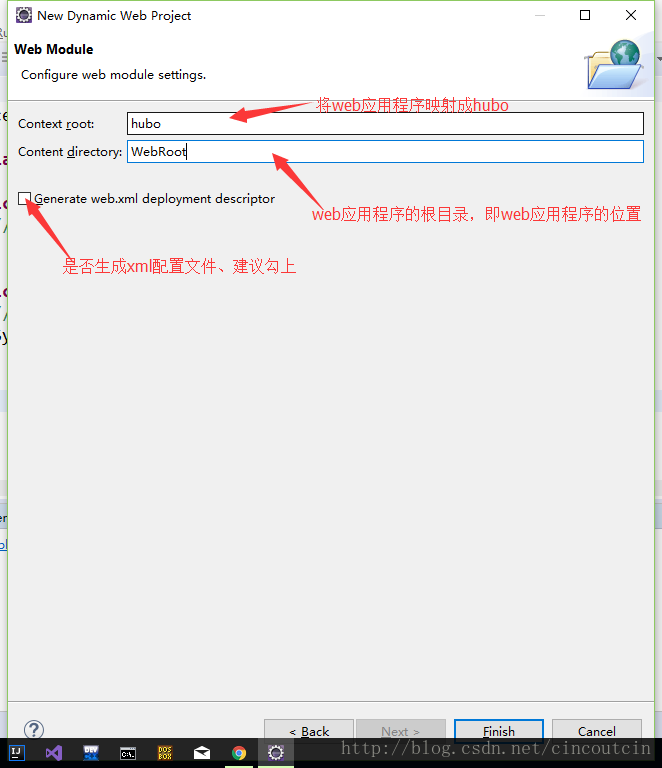 New Dynamic Web Project
Web Module
Configure web module settings.
将web应用程序映射成hubo
Context root: hubo
Content directory: WebRoot
Generate web.xml deployment descriptor
web应用程序的根目录，即web应用程序的位置
是否生成xml配置文件、建议勾上
< Back Next > Finish Cancel
http://blog.csdn.net/cincoutcin